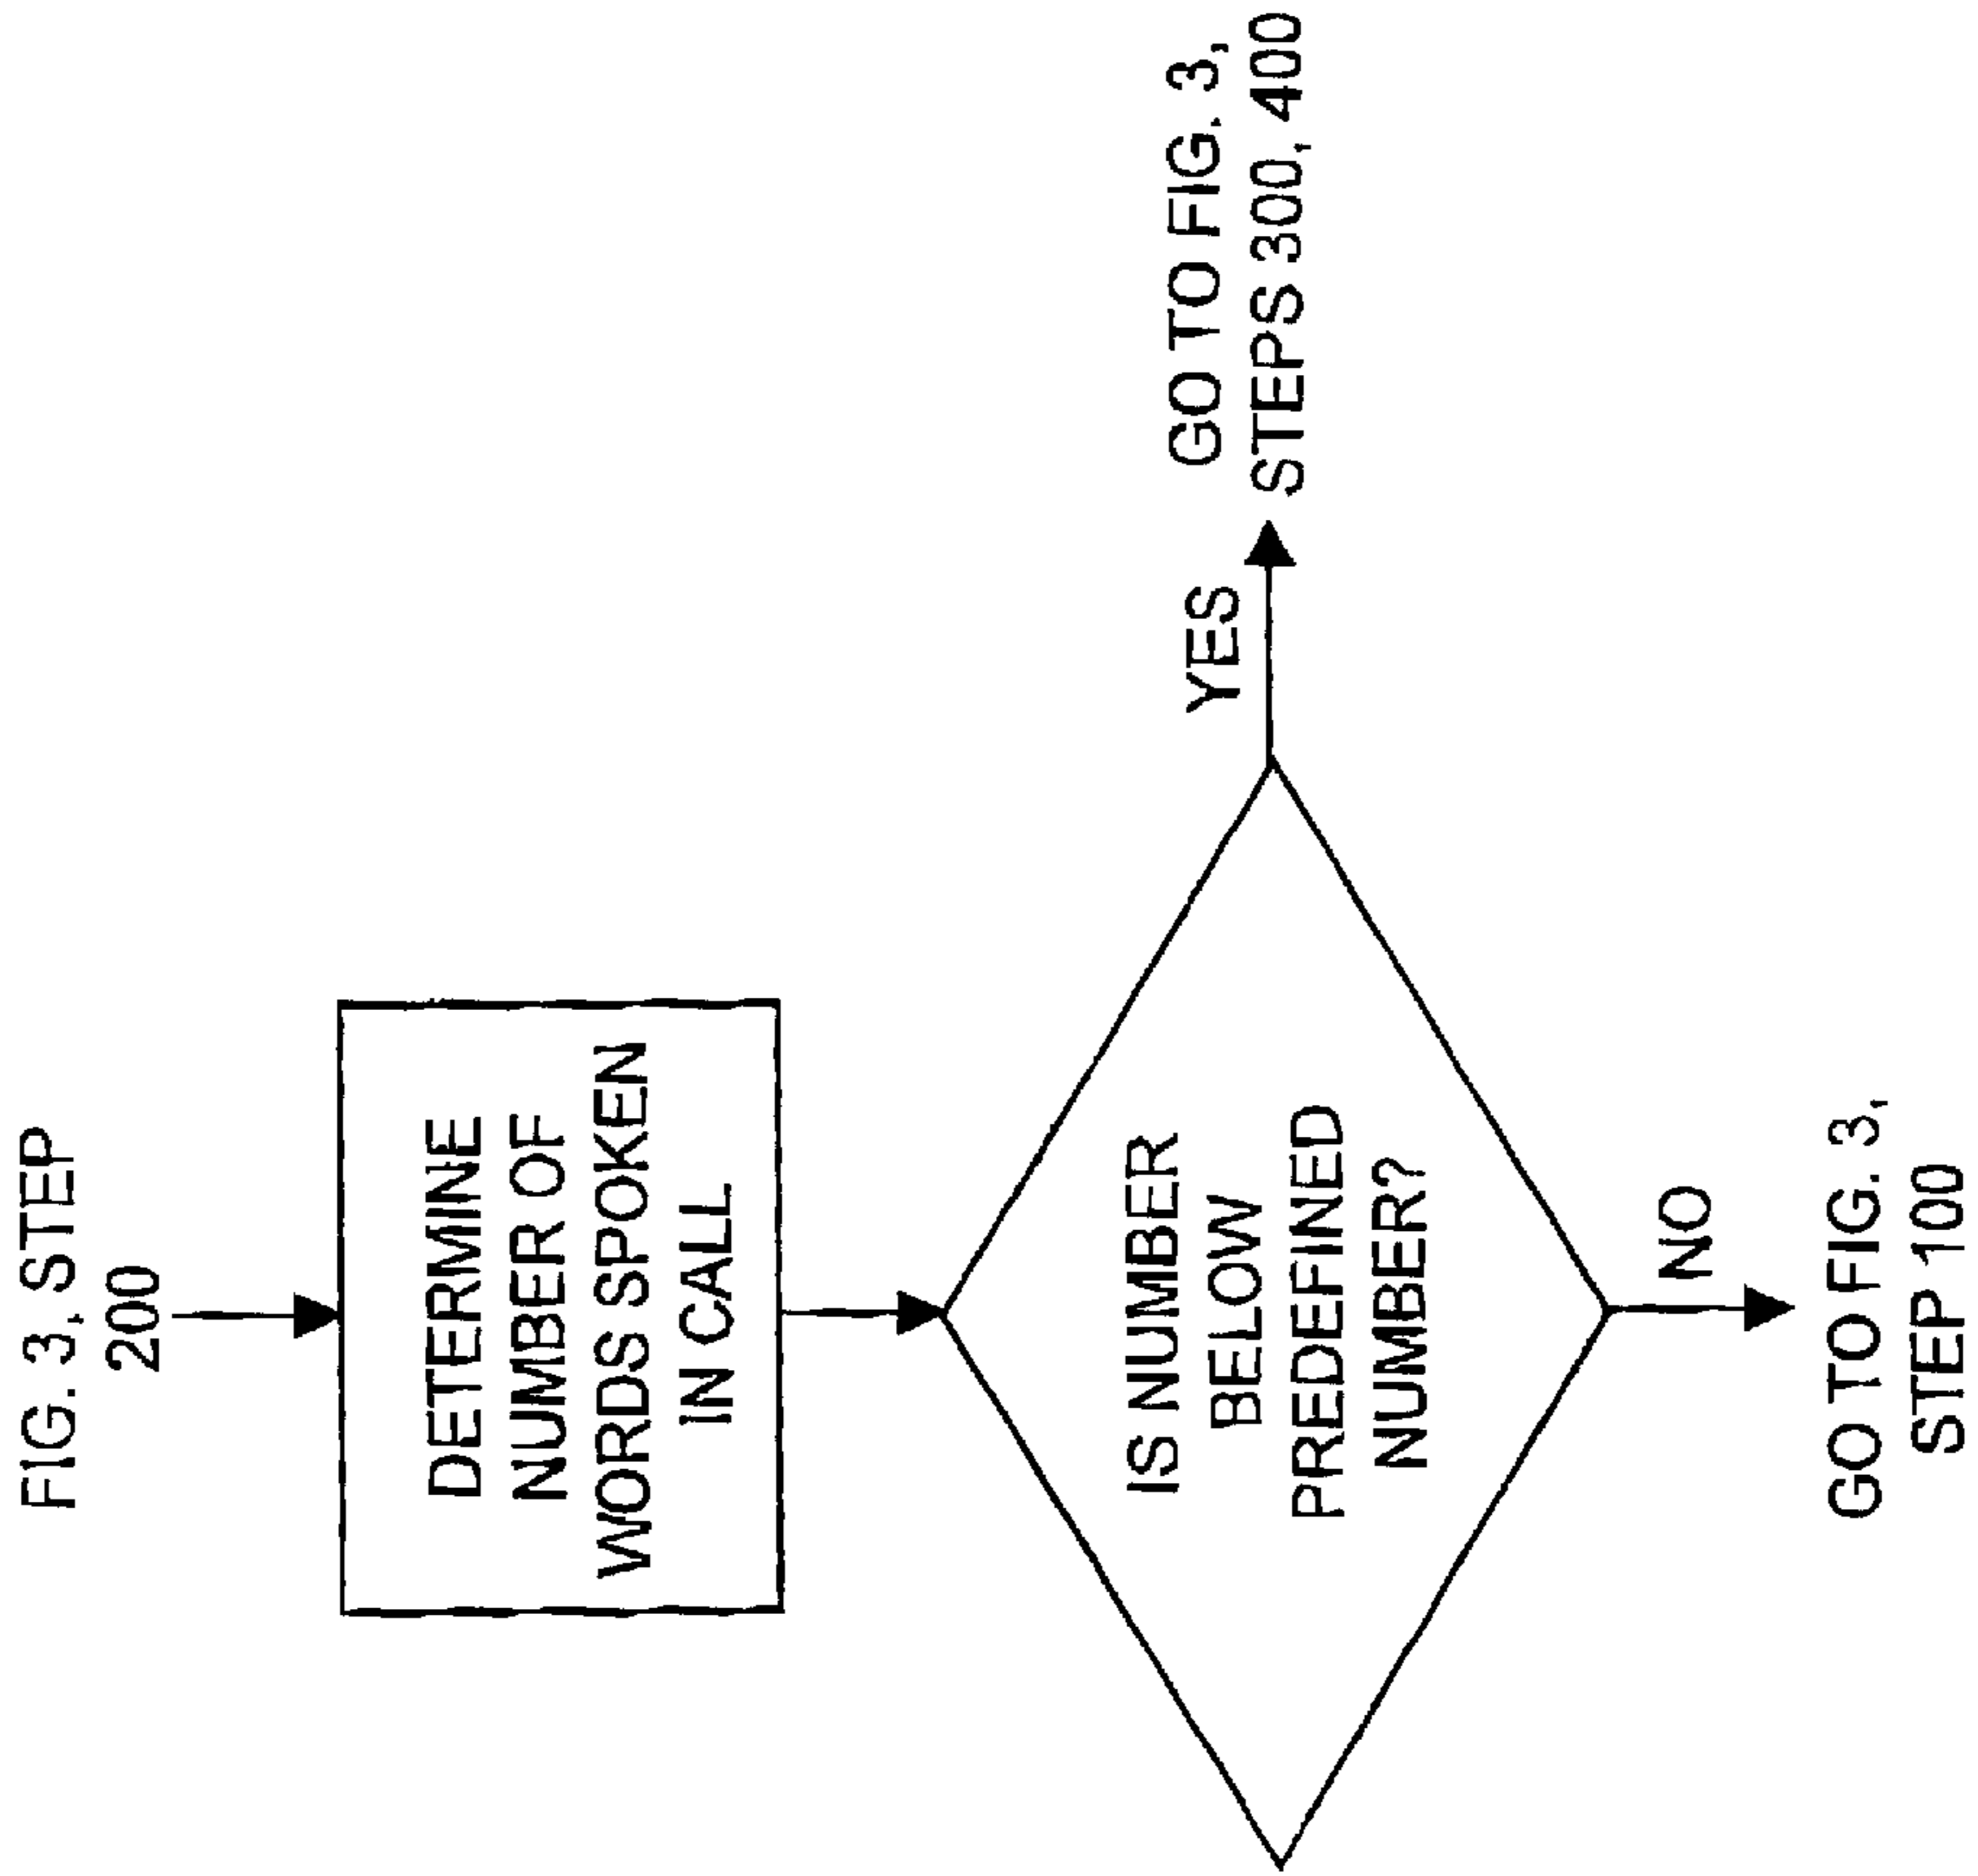 FIG. 3, STEP
200
DETERMINE
NUMBER OF
WORDS SPOKEN
IN CALL
IS NUMBER
BELOW
PREDEFINED
NUMBER?
YES
GO TO FIG. 3,
STEPS 300, 400
NO
GO TO FIG. 3,
STEP 100